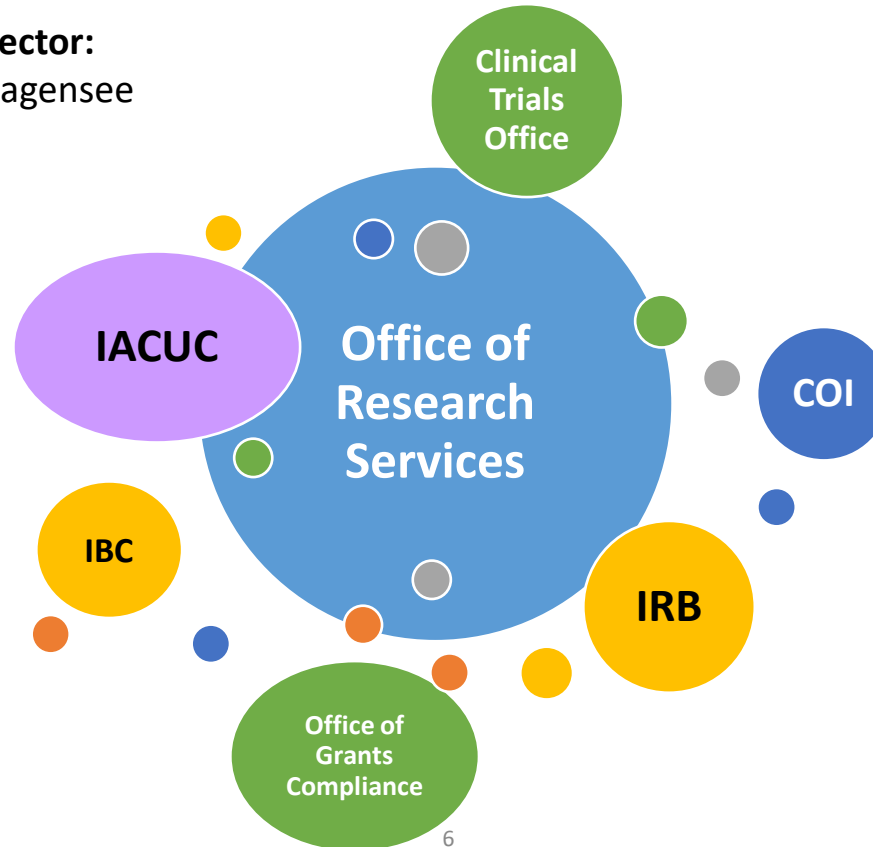 ector:
agensee
Clinical
Trials
Office
IACUC
Office of
Research
Services
COI
IBC
IRB
Office of
Grants
Compliance
6